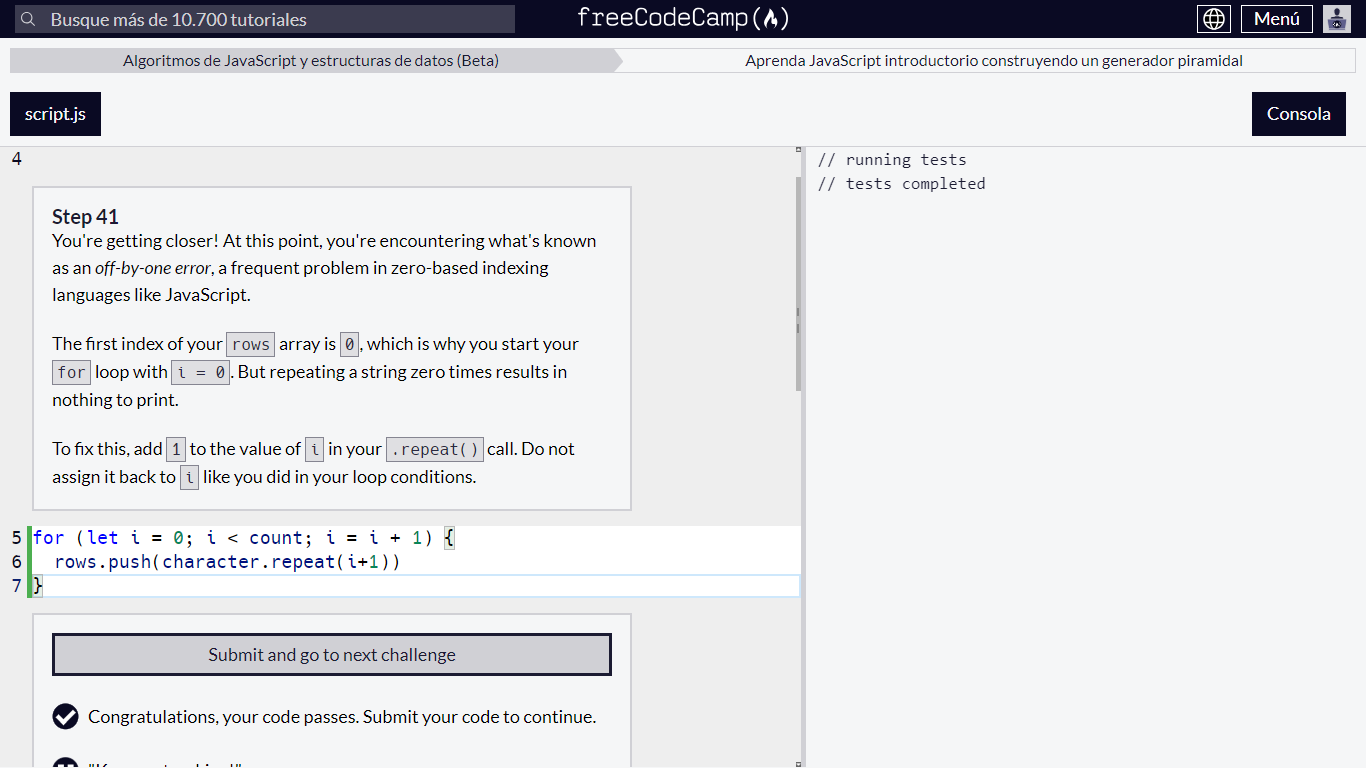 Busque más de 10.700 tutoriales
freeCodeCamp
Menú
Algoritmos de JavaScript y estructuras de datos (Beta)
Aprenda JavaScript introductorio construyendo un generador piramidal
script.js
Consola
4
// running tests
// tests completed
Step 41
You're getting closer! At this point, you're encountering what's known
as an off-by-one error, a frequent problem in zero-based indexing
languages like JavaScript.
The first index of your rows array is 0, which is why you start your
for loop with i = 0. But repeating a string zero times results in
nothing to print.
To fix this, add 1 to the value of i in your .repeat() call. Do not
assign it back to i like you did in your loop conditions.
5 for (let i = 0; i < count; i = i + 1) {
6 rows.push(character.repeat(i+1))
7 }
Submit and go to next challenge
Congratulations, your code passes. Submit your code to continue.